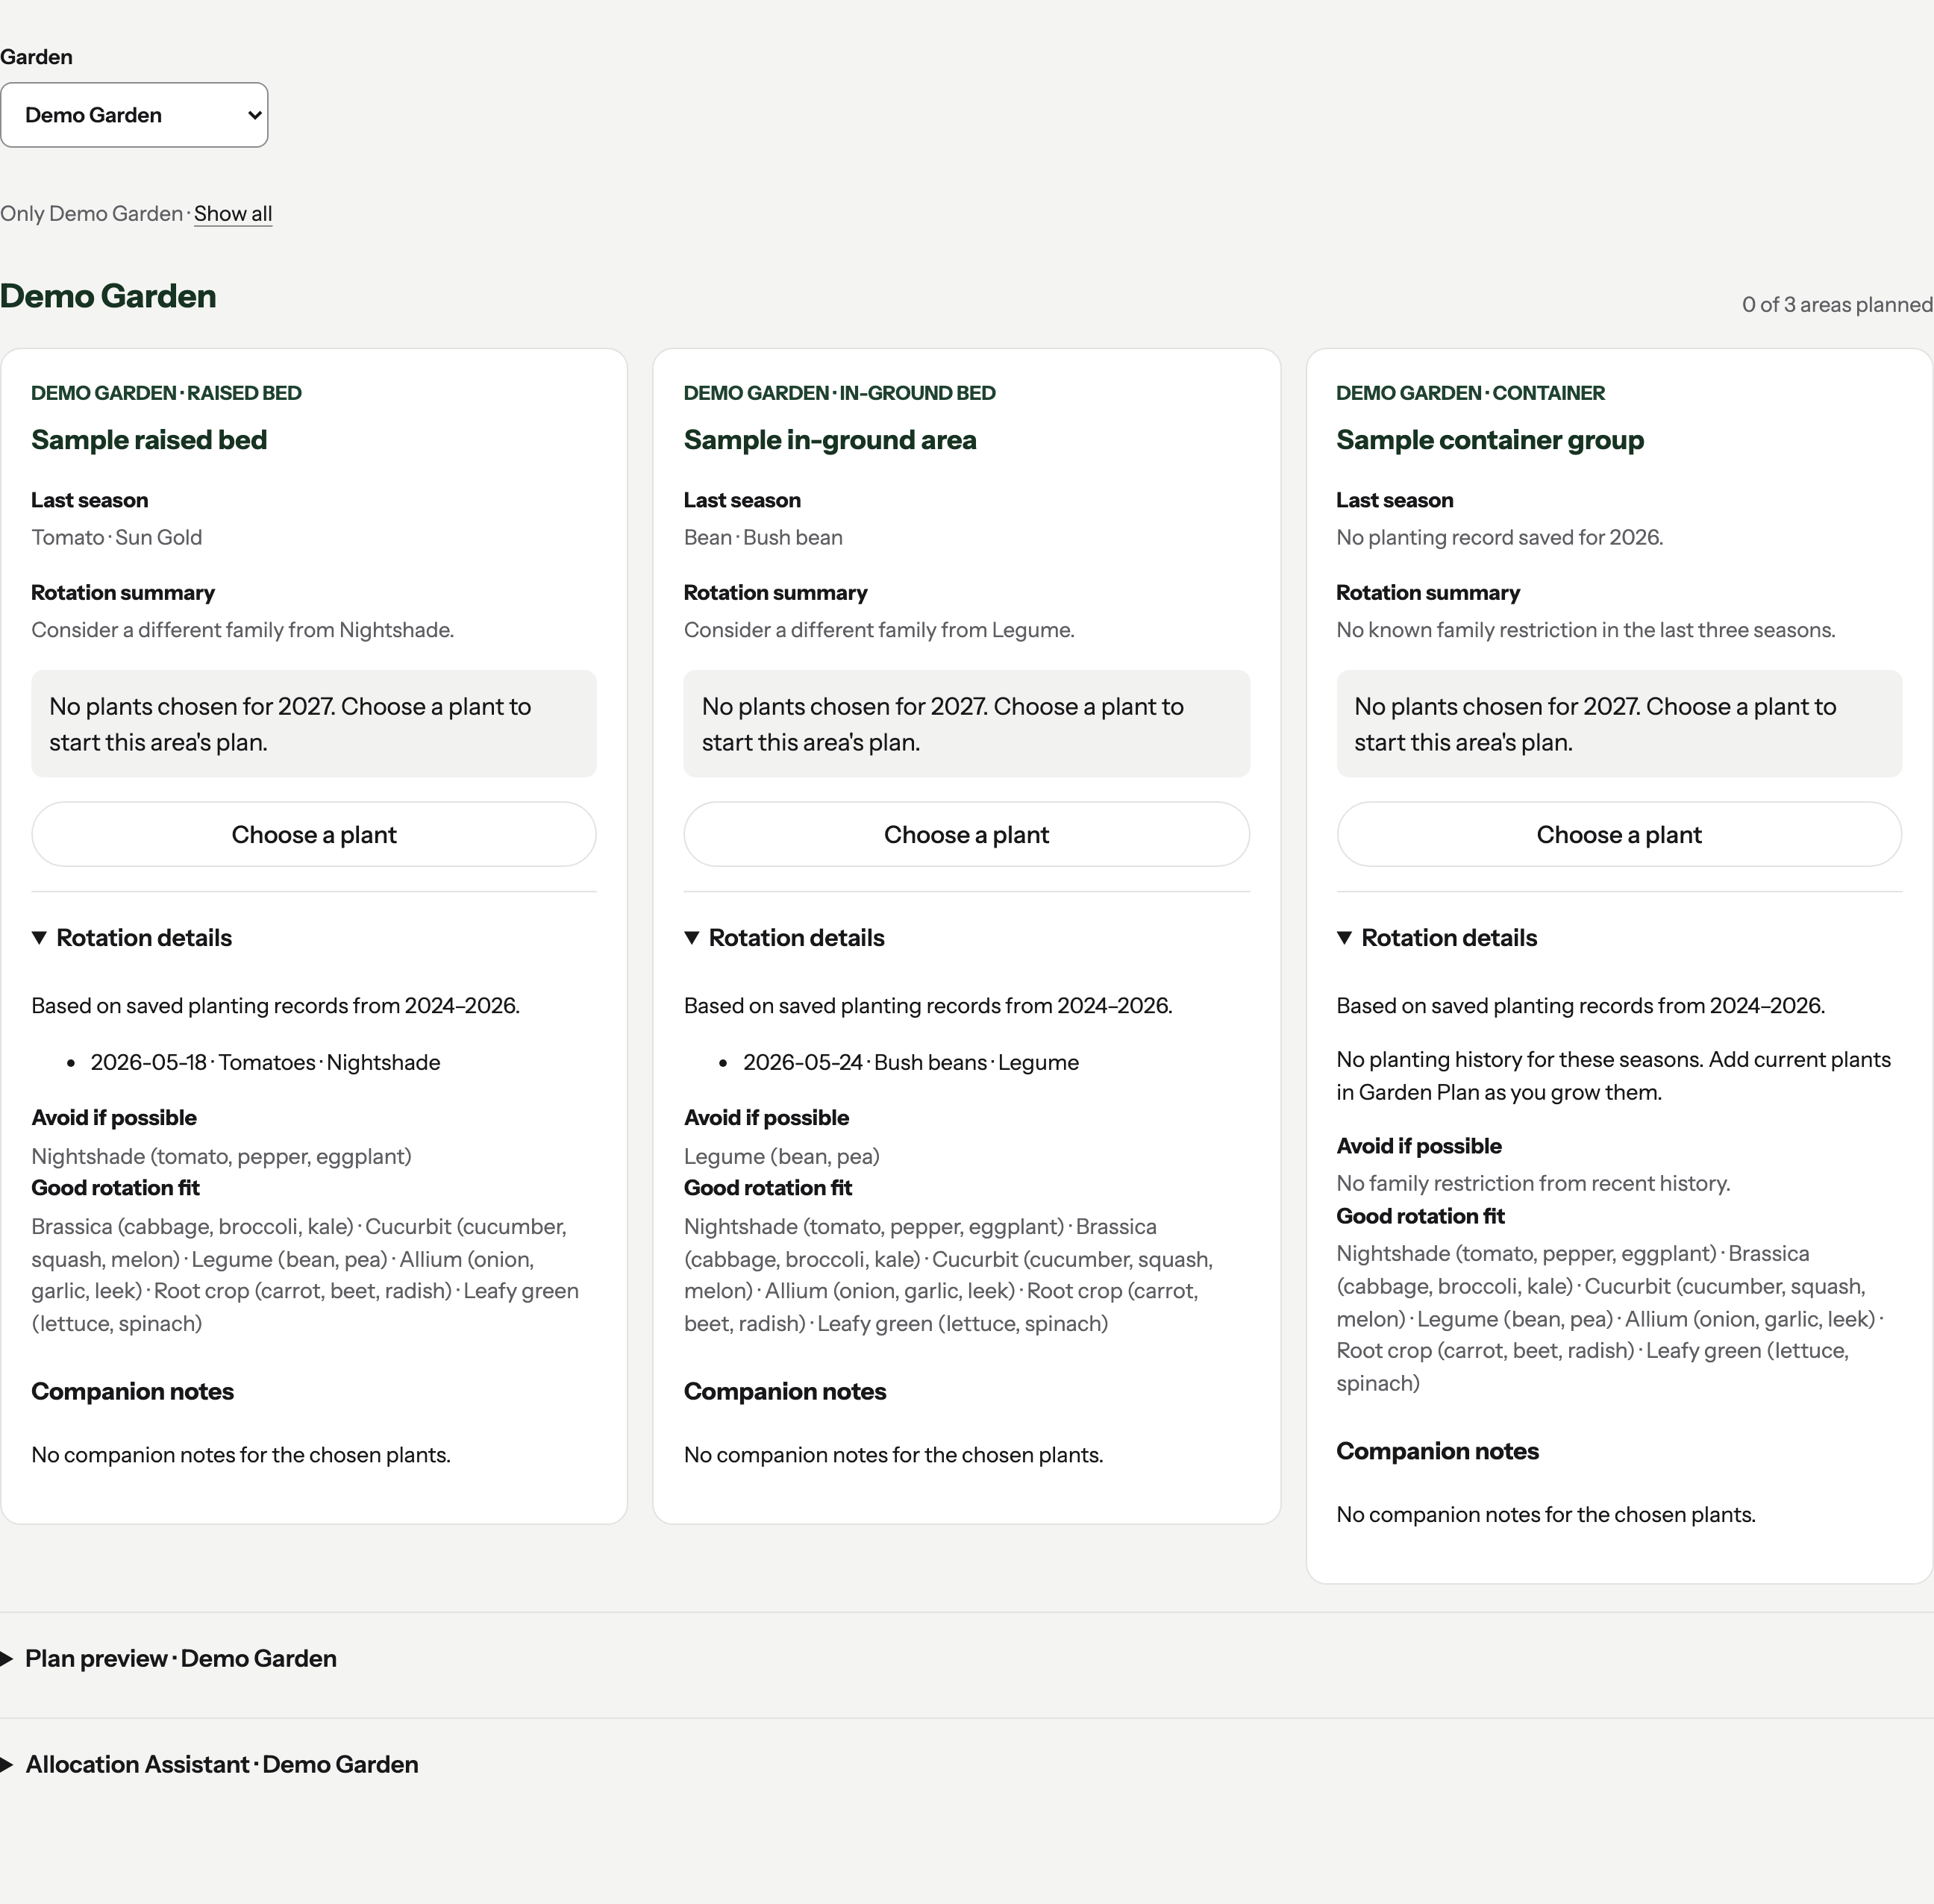 Garden
Demo Garden
Only Demo Garden · Show all
Demo Garden
0 of 3 areas planned
DEMO GARDEN · RAISED BED
Sample raised bed
Last season
Tomato · Sun Gold
Rotation summary
Consider a different family from Nightshade.
No plants chosen for 2027. Choose a plant to
start this area's plan.
Choose a plant
▼ Rotation details
Based on saved planting records from 2024–2026.
• 2026-05-18 · Tomatoes · Nightshade
Avoid if possible
Nightshade (tomato, pepper, eggplant)
Good rotation fit
Brassica (cabbage, broccoli, kale) · Cucurbit (cucumber,
squash, melon) · Legume (bean, pea) · Allium (onion,
garlic, leek) · Root crop (carrot, beet, radish) · Leafy green
(lettuce, spinach)
Companion notes
No companion notes for the chosen plants.
DEMO GARDEN · IN-GROUND BED
Sample in-ground area
Last season
Bean · Bush bean
Rotation summary
Consider a different family from Legume.
No plants chosen for 2027. Choose a plant to
start this area's plan.
Choose a plant
▼ Rotation details
Based on saved planting records from 2024–2026.
• 2026-05-24 · Bush beans · Legume
Avoid if possible
Legume (bean, pea)
Good rotation fit
Nightshade (tomato, pepper, eggplant) · Brassica
(cabbage, broccoli, kale) · Cucurbit (cucumber, squash,
melon) · Allium (onion, garlic, leek) · Root crop (carrot,
beet, radish) · Leafy green (lettuce, spinach)
Companion notes
No companion notes for the chosen plants.
DEMO GARDEN · CONTAINER
Sample container group
Last season
No planting record saved for 2026.
Rotation summary
No known family restriction in the last three seasons.
No plants chosen for 2027. Choose a plant to
start this area's plan.
Choose a plant
▼ Rotation details
Based on saved planting records from 2024–2026.
No planting history for these seasons. Add current plants
in Garden Plan as you grow them.
Avoid if possible
No family restriction from recent history.
Good rotation fit
Nightshade (tomato, pepper, eggplant) · Brassica
(cabbage, broccoli, kale) · Cucurbit (cucumber, squash,
melon) · Legume (bean, pea) · Allium (onion, garlic, leek) ·
Root crop (carrot, beet, radish) · Leafy green (lettuce,
spinach)
Companion notes
No companion notes for the chosen plants.
▶ Plan preview · Demo Garden
▶ Allocation Assistant · Demo Garden